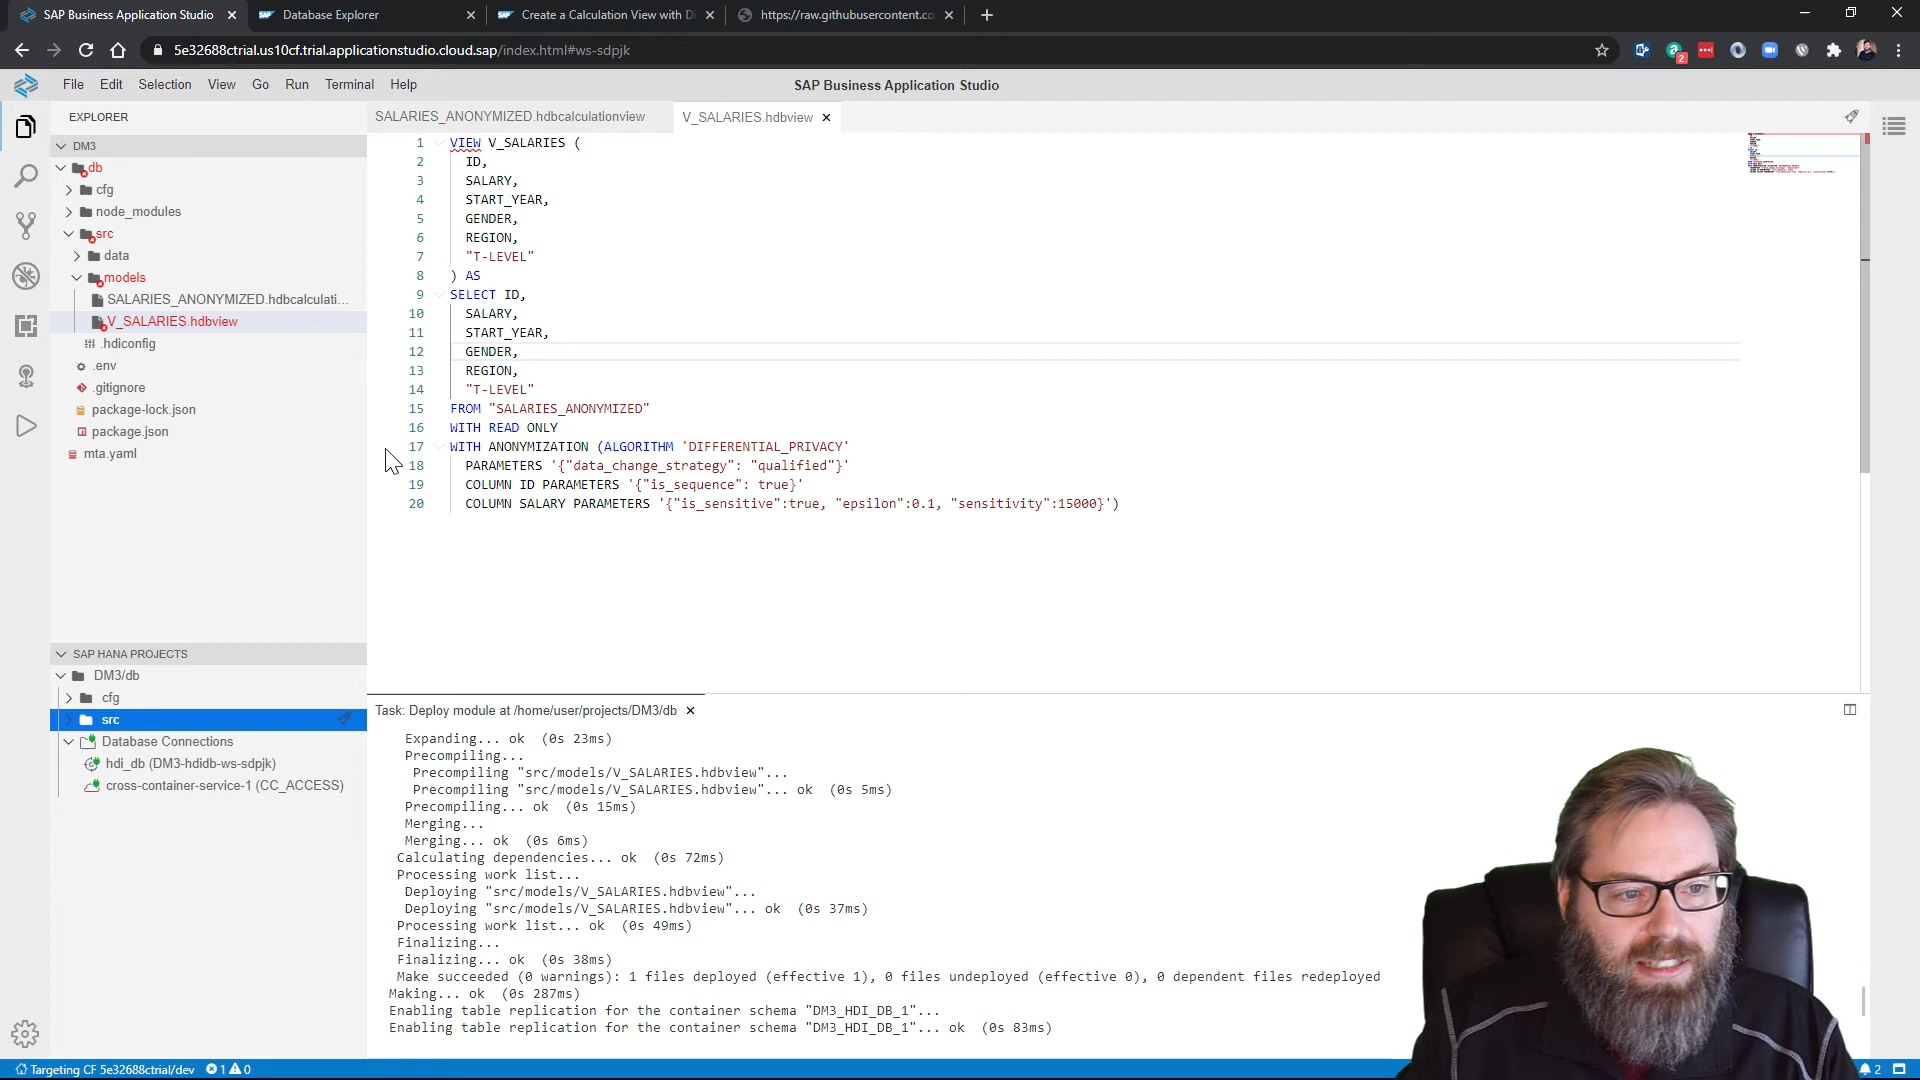 SAP Business Application Studio
Database Explorer
Create a Calculation View with Di
https://raw.githubusercontent.co
5e32688ctrial.us10cf.trial.applicationstudio.cloud.sap/index.html#ws-sdpjk
2
File Edit Selection View Go Run Terminal Help
SAP Business Application Studio
EXPLORER
DM3
db
cfg
node_modules
src
data
models
SALARIES_ANONYMIZED.hdbcalculati...
V_SALARIES.hdbview
.hdiconfig
.env
.gitignore
package-lock.json
package.json
mta.yaml
SAP HANA PROJECTS
DM3/db
cfg
src
Database Connections
hdi_db (DM3-hdidb-ws-sdpjk)
cross-container-service-1 (CC_ACCESS)
SALARIES_ANONYMIZED.hdbcalculationview
V_SALARIES.hdbview
1 VIEW V_SALARIES (
2 ID,
3 SALARY,
4 START_YEAR,
5 GENDER,
6 REGION,
7 "T-LEVEL"
8 ) AS
9 SELECT ID,
10 SALARY,
11 START_YEAR,
12 GENDER,
13 REGION,
14 "T-LEVEL"
15 FROM "SALARIES_ANONYMIZED"
16 WITH READ ONLY
17 WITH ANONYMIZATION (ALGORITHM 'DIFFERENTIAL_PRIVACY'
18 PARAMETERS '{"data_change_strategy": "qualified"}'
19 COLUMN ID PARAMETERS '{"is_sequence": true}'
20 COLUMN SALARY PARAMETERS '{"is_sensitive":true, "epsilon":0.1, "sensitivity":15000}')
Task: Deploy module at /home/user/projects/DM3/db
Expanding... ok (0s 23ms)
Precompiling...
Precompiling "src/models/V_SALARIES.hdbview"...
Precompiling "src/models/V_SALARIES.hdbview"... ok (0s 5ms)
Precompiling... ok (0s 15ms)
Merging...
Merging... ok (0s 6ms)
Calculating dependencies... ok (0s 72ms)
Processing work list...
Deploying "src/models/V_SALARIES.hdbview"...
Deploying "src/models/V_SALARIES.hdbview"... ok (0s 37ms)
Processing work list... ok (0s 49ms)
Finalizing...
Finalizing... ok (0s 38ms)
Make succeeded (0 warnings): 1 files deployed (effective 1), 0 files undeployed (effective 0), 0 dependent files redeployed
Making... ok (0s 287ms)
Enabling table replication for the container schema "DM3_HDI_DB_1"...
Enabling table replication for the container schema "DM3_HDI_DB_1"... ok (0s 83ms)
Targeting CF 5e32688ctrial/dev 1 0
2